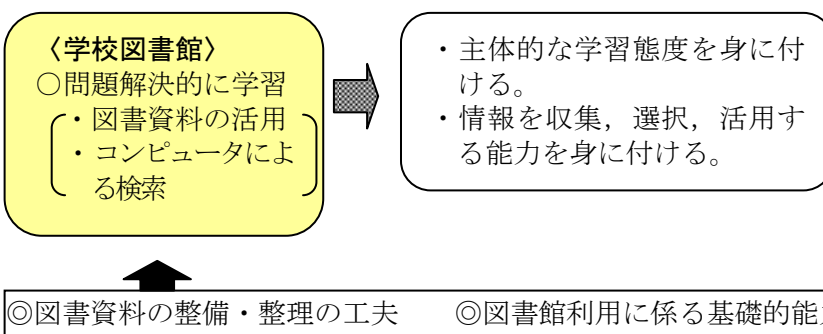 〈学校図書館〉
○問題解決的に学習
・図書資料の活用
・コンピュータによ
る検索
・主体的な学習態度を身に付
ける。
・情報を収集，選択，活用す
る能力を身に付ける。
◎図書資料の整備・整理の工夫　　◎図書館利用に係る基礎的能